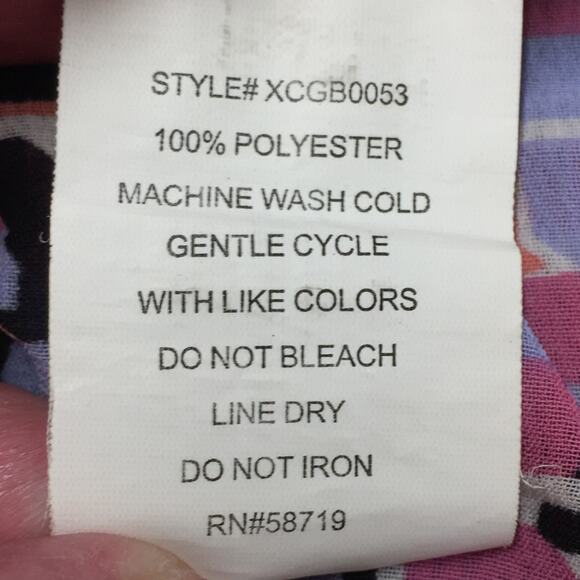 STYLE# XCGB0053
100% POLYESTER
MACHINE WASH COLD
GENTLE CYCLE
WITH LIKE COLORS
DO NOT BLEACH
LINE DRY
DO NOT IRON
RN#58719